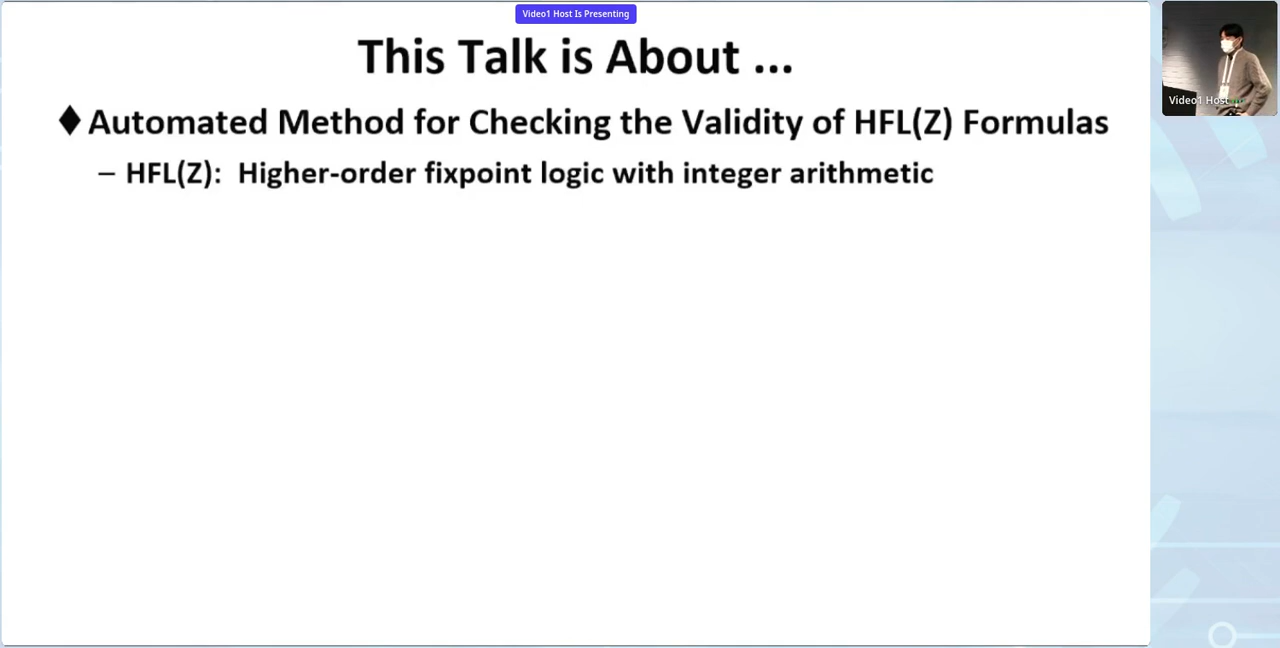 Video1 Host Is Presenting
This Talk is About ...
♦ Automated Method for Checking the Validity of HFL(Z) Formulas
– HFL(Z): Higher-order fixpoint logic with integer arithmetic
Video1 Host